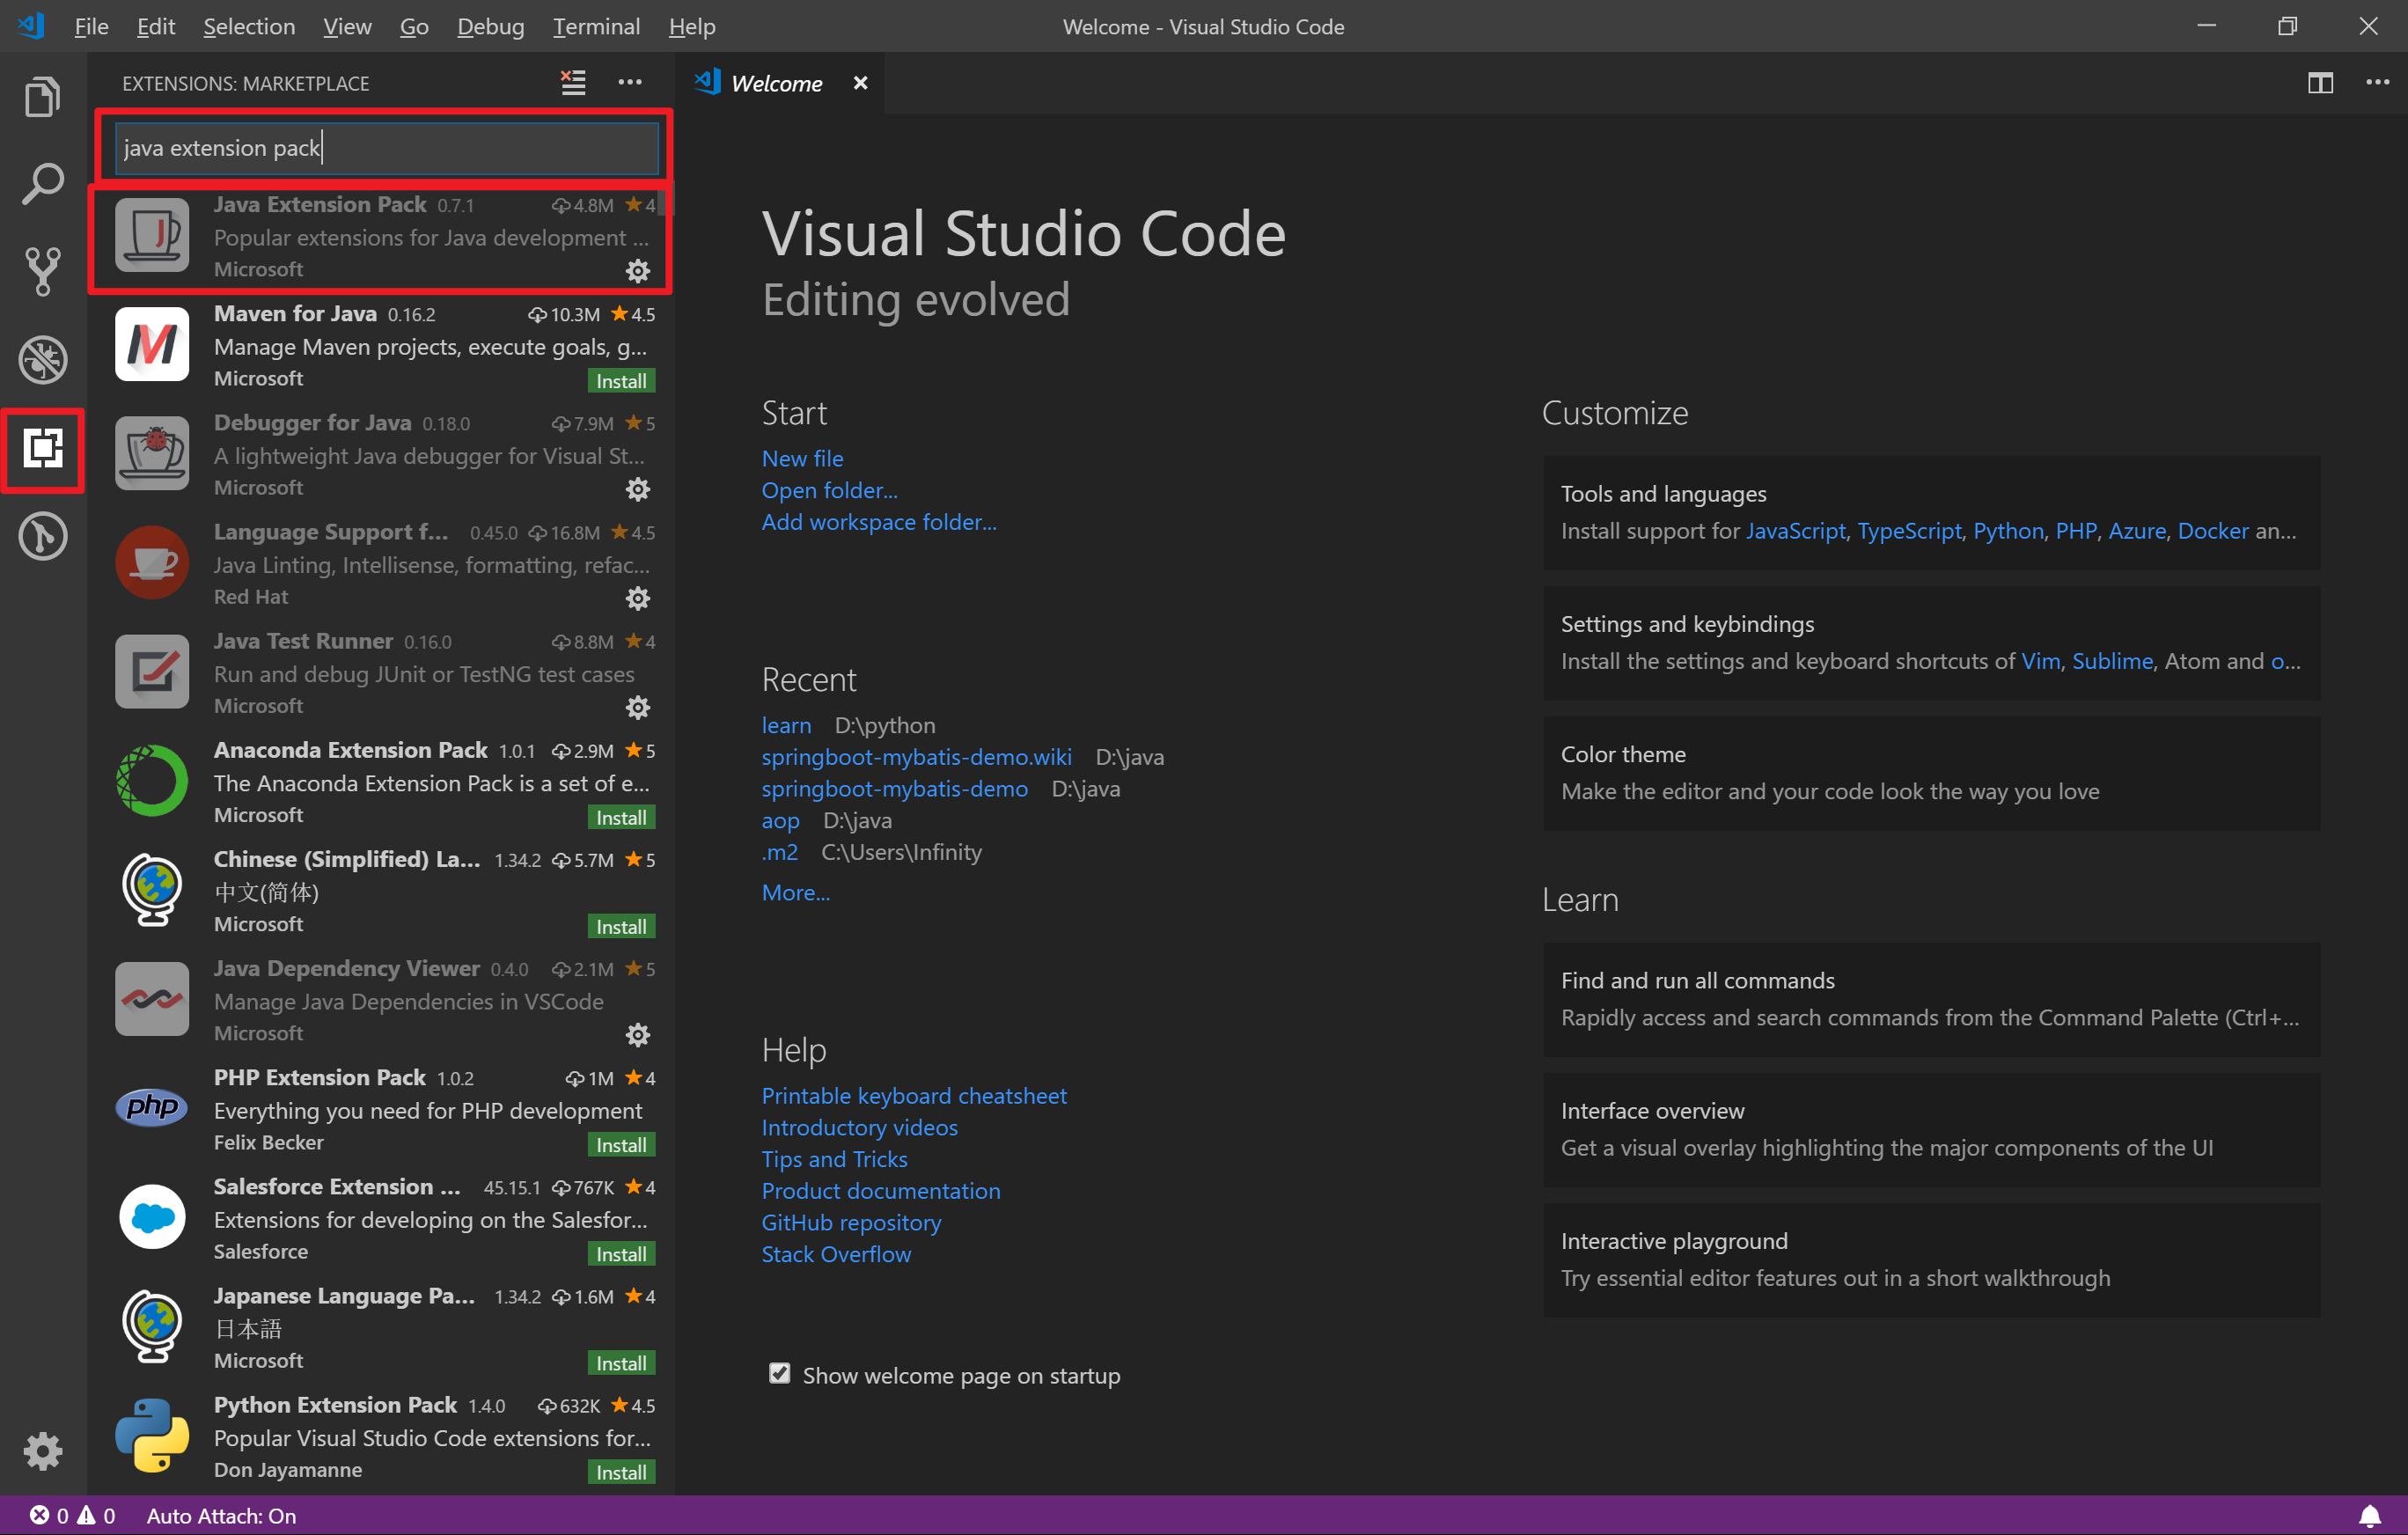 File Edit Selection View Go Debug Terminal Help
Welcome - Visual Studio Code
EXTENSIONS: MARKETPLACE
java extension pack
Java Extension Pack 0.7.1 4.8M 4
Popular extensions for Java development ...
Microsoft
Maven for Java 0.16.2 10.3M 4.5
Manage Maven projects, execute goals, g...
Microsoft Install
Debugger for Java 0.18.0 7.9M 5
A lightweight Java debugger for Visual St...
Microsoft
Language Support f... 0.45.0 16.8M 4.5
Java Linting, Intellisense, formatting, refac...
Red Hat
Java Test Runner 0.16.0 8.8M 4
Run and debug JUnit or TestNG test cases
Microsoft
Anaconda Extension Pack 1.0.1 2.9M 5
The Anaconda Extension Pack is a set of e...
Microsoft Install
Chinese (Simplified) La... 1.34.2 5.7M 5
中文(简体)
Microsoft Install
Java Dependency Viewer 0.4.0 2.1M 5
Manage Java Dependencies in VSCode
Microsoft
php
PHP Extension Pack 1.0.2 1M 4
Everything you need for PHP development
Felix Becker Install
Salesforce Extension ... 45.15.1 767K 4
Extensions for developing on the Salesfor...
Salesforce Install
Japanese Language Pa... 1.34.2 1.6M 4
日本語
Microsoft Install
Python Extension Pack 1.4.0 632K 4.5
Popular Visual Studio Code extensions for...
Don Jayamanne Install
Welcome
Visual Studio Code
Editing evolved
Start
New file
Open folder...
Add workspace folder...
Recent
learn D:\python
springboot-mybatis-demo.wiki D:\java
springboot-mybatis-demo D:\java
aop D:\java
.m2 C:\Users\Infinity
More...
Help
Printable keyboard cheatsheet
Introductory videos
Tips and Tricks
Product documentation
GitHub repository
Stack Overflow
Show welcome page on startup
Customize
Tools and languages
Install support for JavaScript, TypeScript, Python, PHP, Azure, Docker an...
Settings and keybindings
Install the settings and keyboard shortcuts of Vim, Sublime, Atom and o...
Color theme
Make the editor and your code look the way you love
Learn
Find and run all commands
Rapidly access and search commands from the Command Palette (Ctrl+...
Interface overview
Get a visual overlay highlighting the major components of the UI
Interactive playground
Try essential editor features out in a short walkthrough
0 0 Auto Attach: On